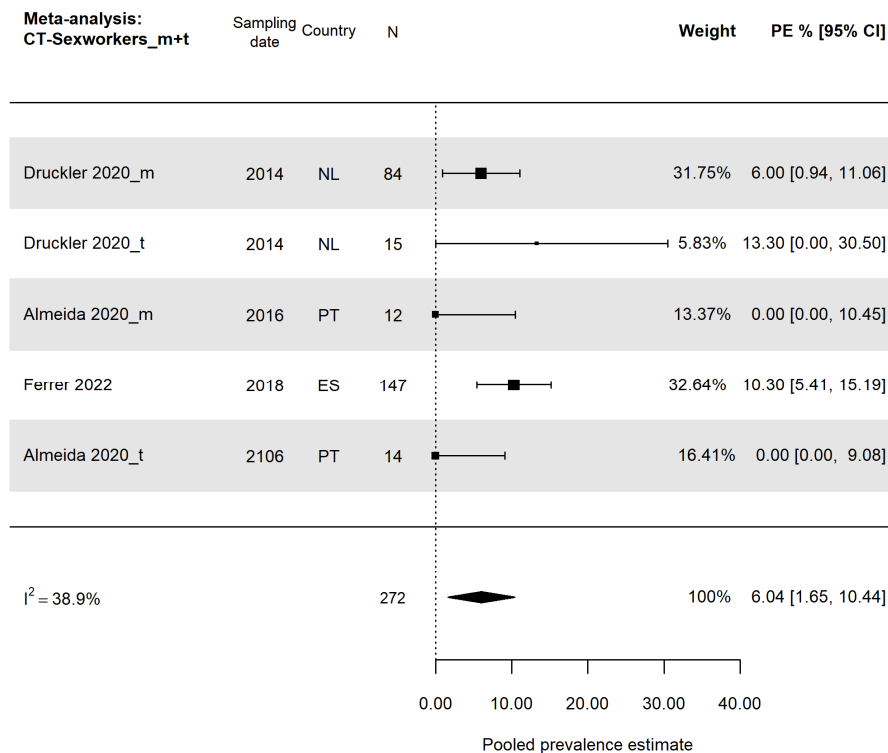 Meta-analysis: Sampling Country N Weight PE % [95% CI]
CT-Sexworkers_m+t date
Druckler 2020_m 2014 NL 84 31.75% 6.00 [0.94, 11.06]
Druckler 2020_t 2014 NL 15 5.83% 13.30 [0.00, 30.50]
Almeida 2020_m 2016 PT 12 13.37% 0.00 [0.00, 10.45]
Ferrer 2022 2018 ES 147 32.64% 10.30 [5.41, 15.19]
Almeida 2020_t 2106 PT 14 16.41% 0.00 [0.00, 9.08]
I² = 38.9% 272 100% 6.04 [1.65, 10.44]
0.00 10.00 20.00 30.00 40.00
Pooled prevalence estimate